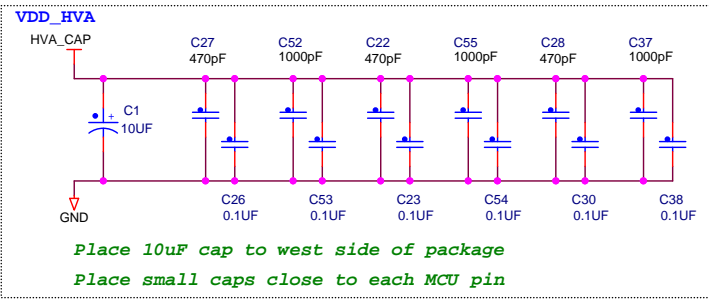 VDD_HVA
HVA_CAP
C27
470pF
C52
1000pF
C22
470pF
C55
1000pF
C28
470pF
C37
1000pF
+
C1
10UF
GND
C26
0.1UF
C53
0.1UF
C23
0.1UF
C54
0.1UF
C30
0.1UF
C38
0.1UF
Place 10uF cap to west side of package
Place small caps close to each MCU pin